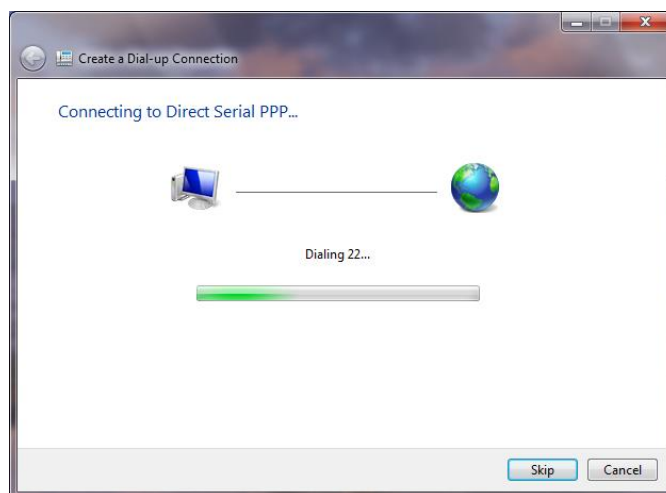 Create a Dial-up Connection
Connecting to Direct Serial PPP...
Dialing 22...
Skip
Cancel